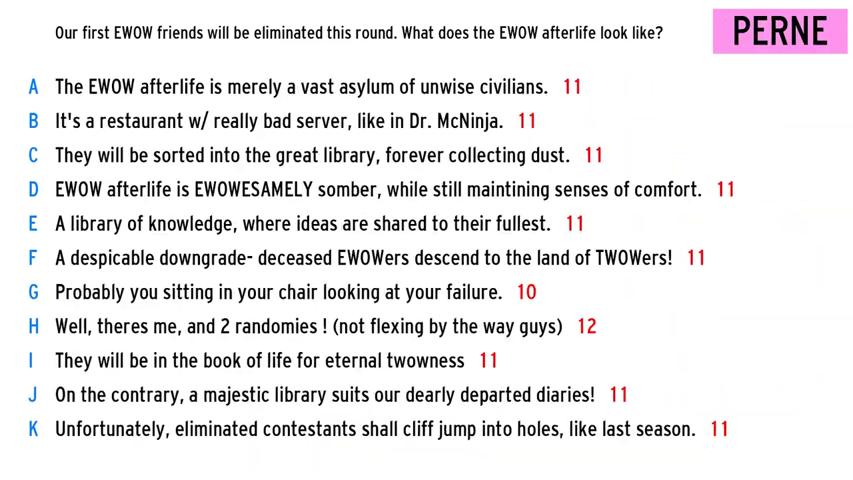 Our first EWOW friends will be eliminated this round. What does the EWOW afterlife look like?
PERNE
A The EWOW afterlife is merely a vast asylum of unwise civilians. 11
B It's a restaurant w/ really bad server, like in Dr. McNinja. 11
C They will be sorted into the great library, forever collecting dust. 11
D EWOW afterlife is EWOWESAMELY somber, while still maintining senses of comfort. 11
E A library of knowledge, where ideas are shared to their fullest. 11
F A despicable downgrade- deceased EWOWers descend to the land of TWOWers! 11
G Probably you sitting in your chair looking at your failure. 10
H Well, theres me, and 2 randomies ! (not flexing by the way guys) 12
I They will be in the book of life for eternal twowness 11
J On the contrary, a majestic library suits our dearly departed diaries! 11
K Unfortunately, eliminated contestants shall cliff jump into holes, like last season. 11